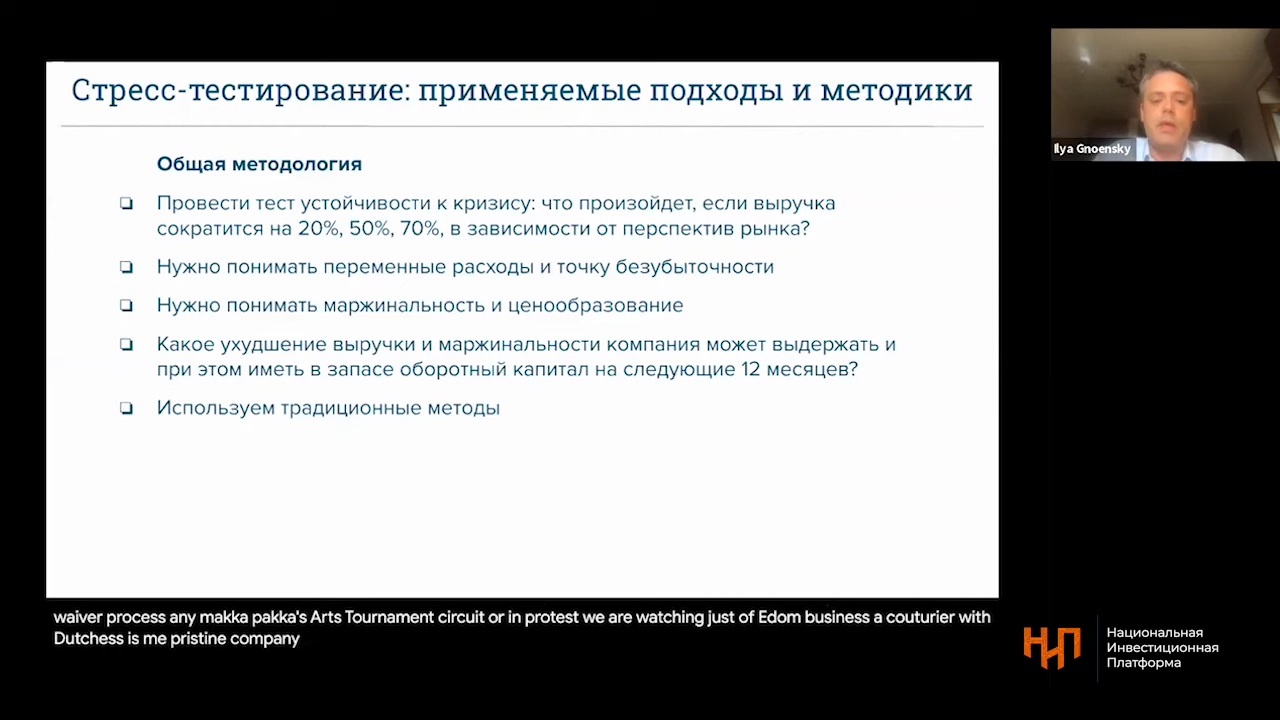 Стресс-тестирование: применяемые подходы и методики
Общая методология
Провести тест устойчивости к кризису: что произойдет, если выручка
сократится на 20%, 50%, 70%, в зависимости от перспектив рынка?
Нужно понимать переменные расходы и точку безубыточности
Нужно понимать маржинальность и ценообразование
Какое ухудшение выручки и маржинальности компания может выдержать и
при этом иметь в запасе оборотный капитал на следующие 12 месяцев?
Используем традиционные методы
Ilya Gnoensky
waiver process any makka pakka's Arts Tournament circuit or in protest we are watching just of Edom business a couturier with
Dutchess is me pristine company
НИП
Национальная
Инвестиционная
Платформа